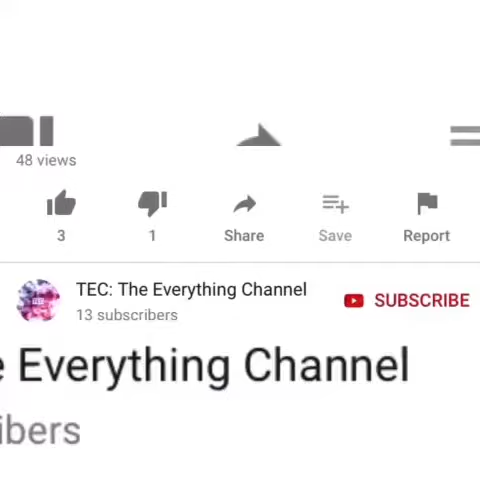 48 views
3
1
Share
Save
Report
TEC: The Everything Channel
13 subscribers
SUBSCRIBE
Everything Channel
ibers